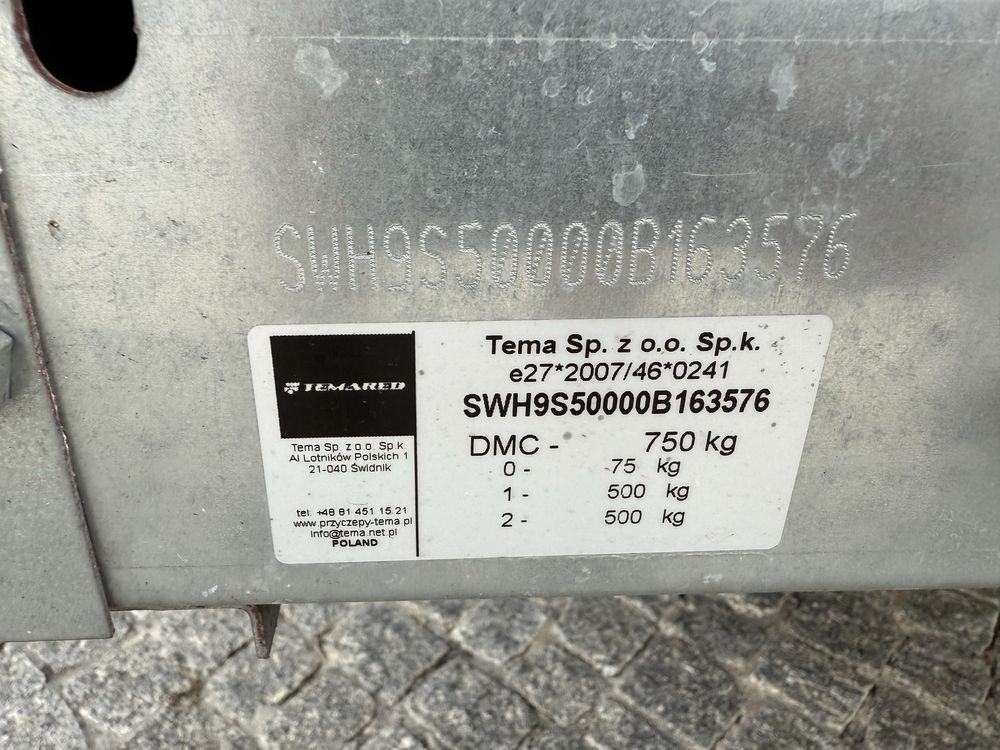 SWH9S50000B163576
TEMARED
Tema Sp. z o.o. Sp.k.
Al Lotników Polskich 1
21-040 Świdnik
tel. +48 81 451 15 21
www.przyczepy-tema.pl
info@tema.net.pl
POLAND
Tema Sp. z o.o. Sp.k.
e27*2007/46*0241
SWH9S50000B163576
DMC - 750 kg
0 - 75 kg
1 - 500 kg
2 - 500 kg